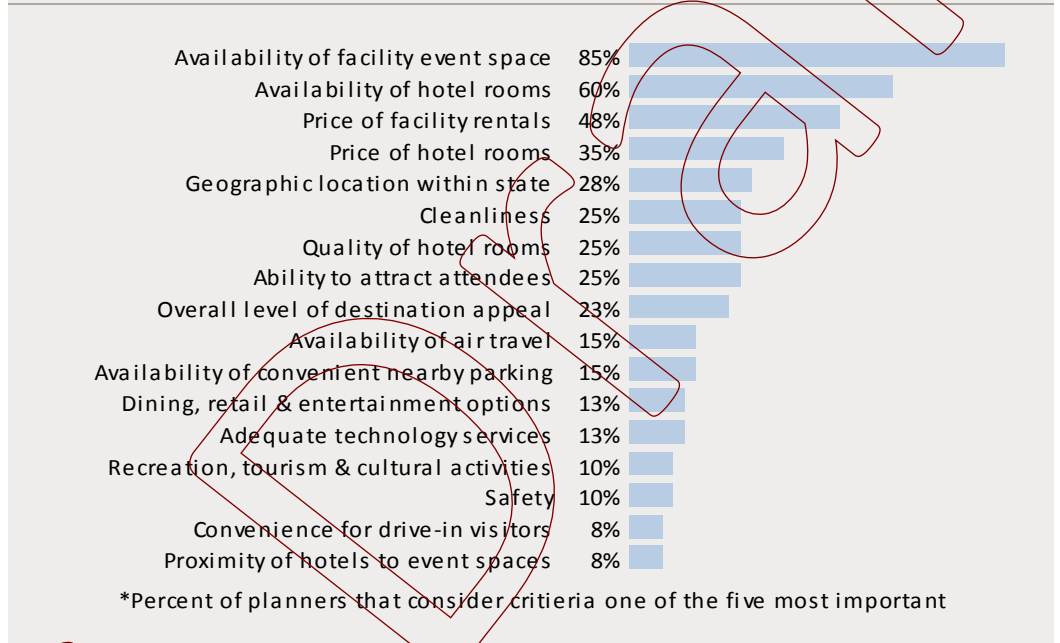 Availability of facility event space 85%
Availability of hotel rooms 60%
Price of facility rentals 48%
Price of hotel rooms 35%
Geographic location within state 28%
Cleanliness 25%
Quality of hotel rooms 25%
Ability to attract attendees 25%
Overall level of destination appeal 23%
Availability of air travel 15%
Availability of convenient nearby parking 15%
Dining, retail & entertainment options 13%
Adequate technology services 13%
Recreation, tourism & cultural activities 10%
Safety 10%
Convenience for drive-in visitors 8%
Proximity of hotels to event spaces 8%
*Percent of planners that consider critieria one of the five most important